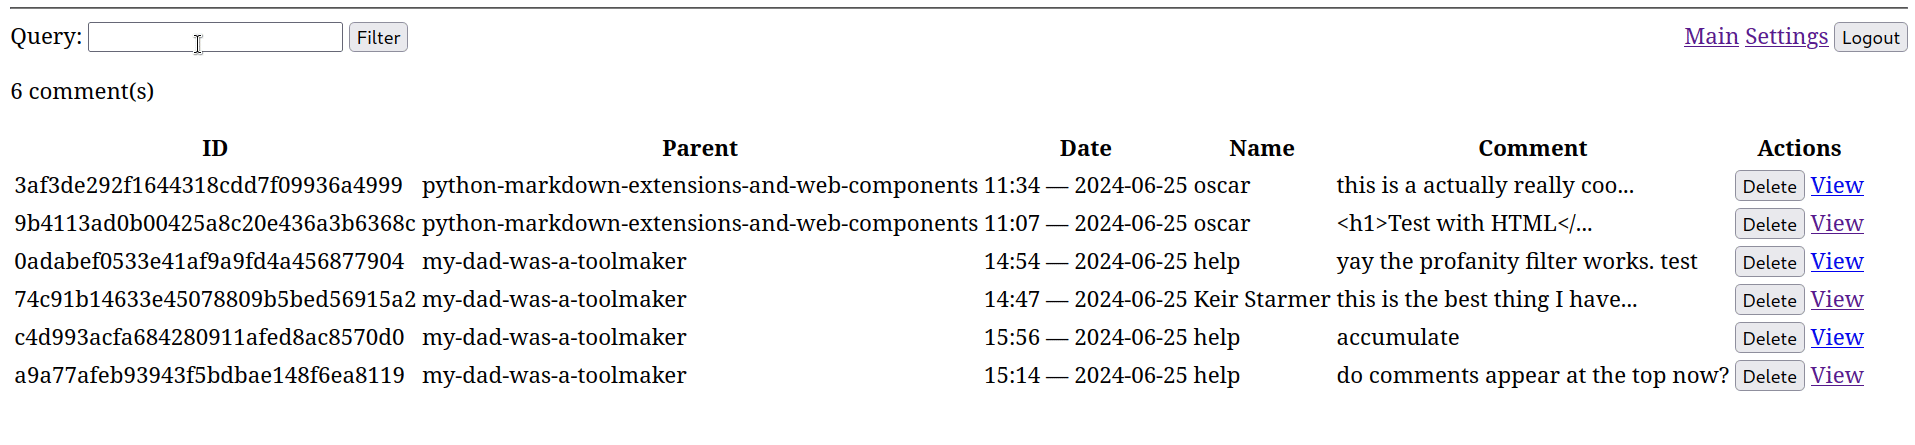 Query: Filter Main Settings Logout
6 comment(s)
ID Parent Date Name Comment Actions
3af3de292f1644318cdd7f09936a4999 python-markdown-extensions-and-web-components 11:34 — 2024-06-25 oscar this is a actually really coo... Delete View
9b4113ad0b00425a8c20e436a3b6368c python-markdown-extensions-and-web-components 11:07 — 2024-06-25 oscar <h1>Test with HTML</... Delete View
0adabef0533e41af9a9fd4a456877904 my-dad-was-a-toolmaker 14:54 — 2024-06-25 help yay the profanity filter works. test Delete View
74c91b14633e45078809b5bed56915a2 my-dad-was-a-toolmaker 14:47 — 2024-06-25 Keir Starmer this is the best thing I have... Delete View
c4d993acfa684280911afed8ac8570d0 my-dad-was-a-toolmaker 15:56 — 2024-06-25 help accumulate Delete View
a9a77afeb93943f5bdbae148f6ea8119 my-dad-was-a-toolmaker 15:14 — 2024-06-25 help do comments appear at the top now? Delete View